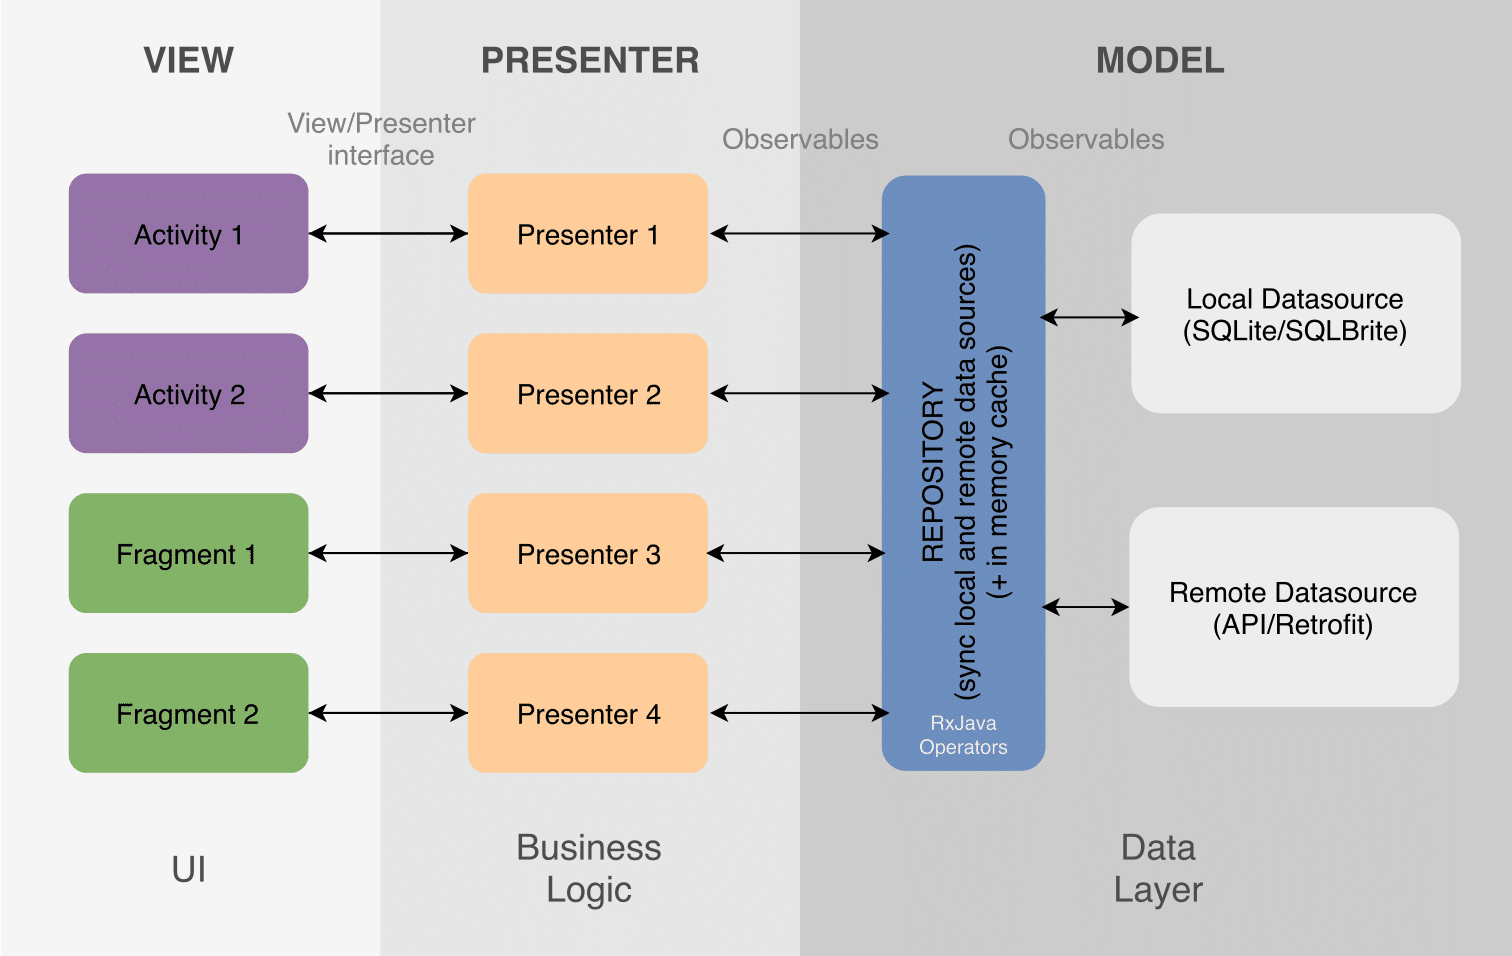 VIEW
PRESENTER
MODEL
View/Presenter
interface
Observables
Observables
Activity 1
Presenter 1
Activity 2
Presenter 2
Fragment 1
Presenter 3
Fragment 2
Presenter 4
REPOSITORY
(sync local and remote data sources)
(+ in memory cache)
RxJava
Operators
Local Datasource
(SQLite/SQLBrite)
Remote Datasource
(API/Retrofit)
UI
Business
Logic
Data
Layer